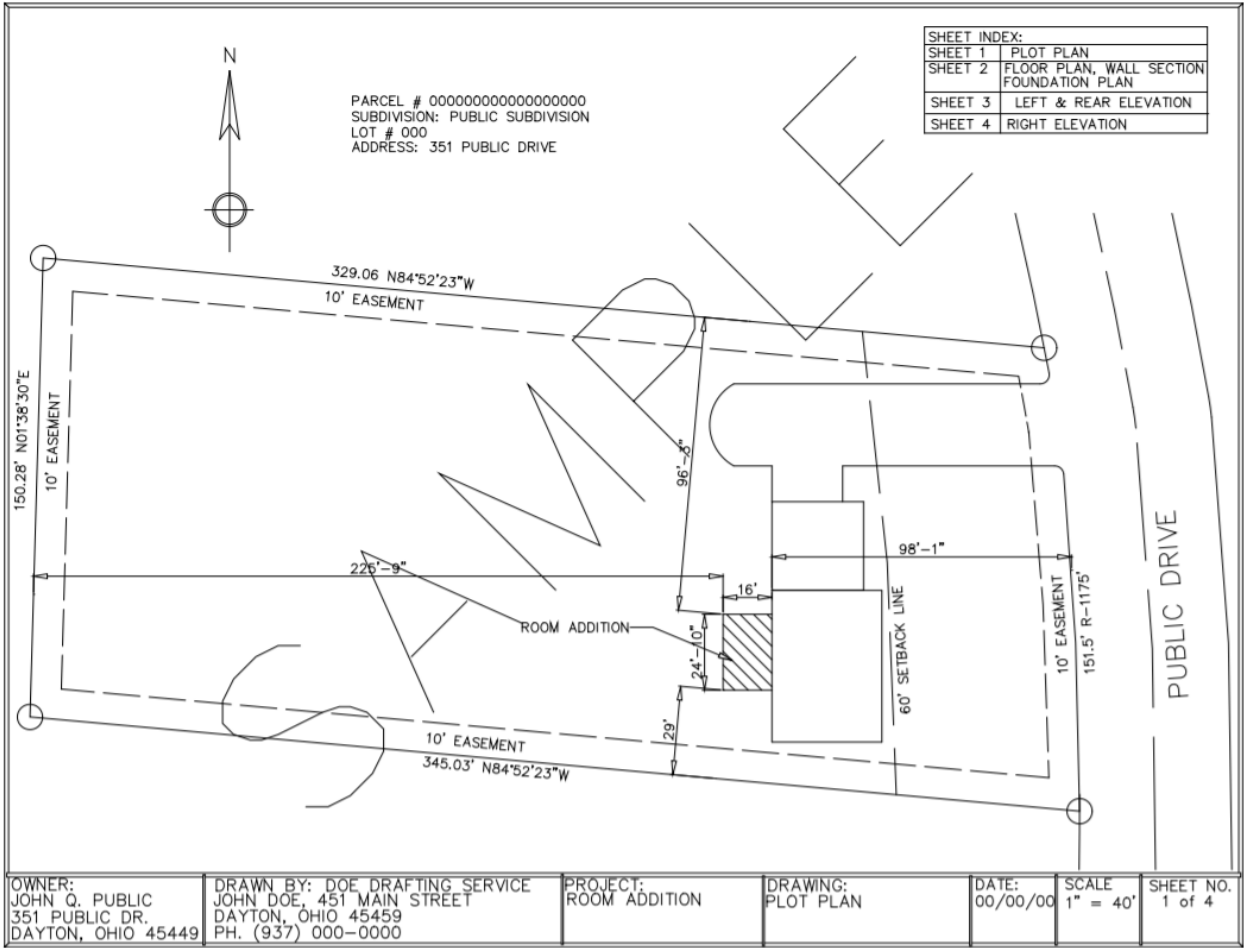 SHEET INDEX:
SHEET 1 PLOT PLAN
SHEET 2 FLOOR PLAN, WALL SECTION
FOUNDATION PLAN
SHEET 3 LEFT & REAR ELEVATION
SHEET 4 RIGHT ELEVATION
N
PARCEL # 000000000000000000
SUBDIVISION: PUBLIC SUBDIVISION
LOT # 000
ADDRESS: 351 PUBLIC DRIVE
SAMPLE
329.06 N84°52'23"W
10' EASEMENT
150.28' N01°38'30"E
10' EASEMENT
96'-3"
98'-1"
225'-9"
16'
ROOM ADDITION
24'-10"
29'
60' SETBACK LINE
10' EASEMENT
151.5' R-1175'
PUBLIC DRIVE
10' EASEMENT
345.03' N84°52'23"W
OWNER:
JOHN Q. PUBLIC
351 PUBLIC DR.
DAYTON, OHIO 45449
DRAWN BY: DOE DRAFTING SERVICE
JOHN DOE, 451 MAIN STREET
DAYTON, OHIO 45459
PH. (937) 000-0000
PROJECT:
ROOM ADDITION
DRAWING:
PLOT PLAN
DATE:
00/00/00
SCALE
1" = 40'
SHEET NO.
1 of 4